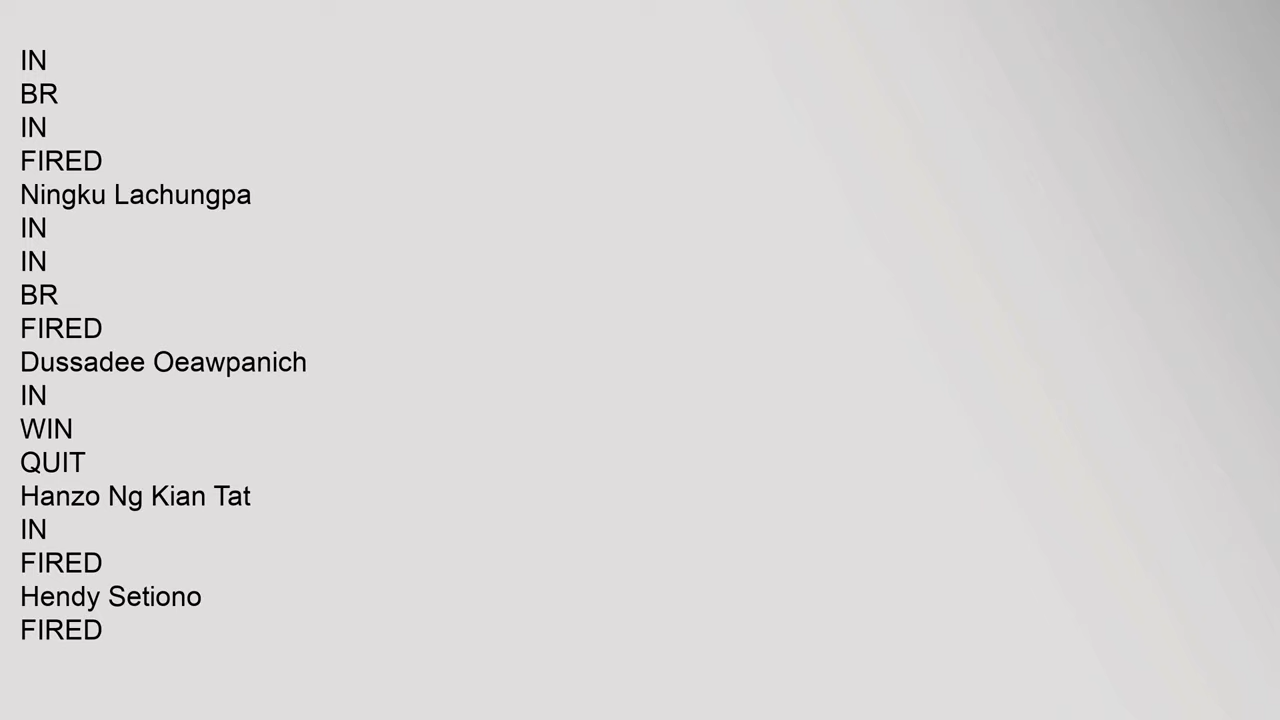 IN
BR
IN
FIRED
Ningku Lachungpa
IN
IN
BR
FIRED
Dussadee Oeawpanich
IN
WIN
QUIT
Hanzo Ng Kian Tat
IN
FIRED
Hendy Setiono
FIRED